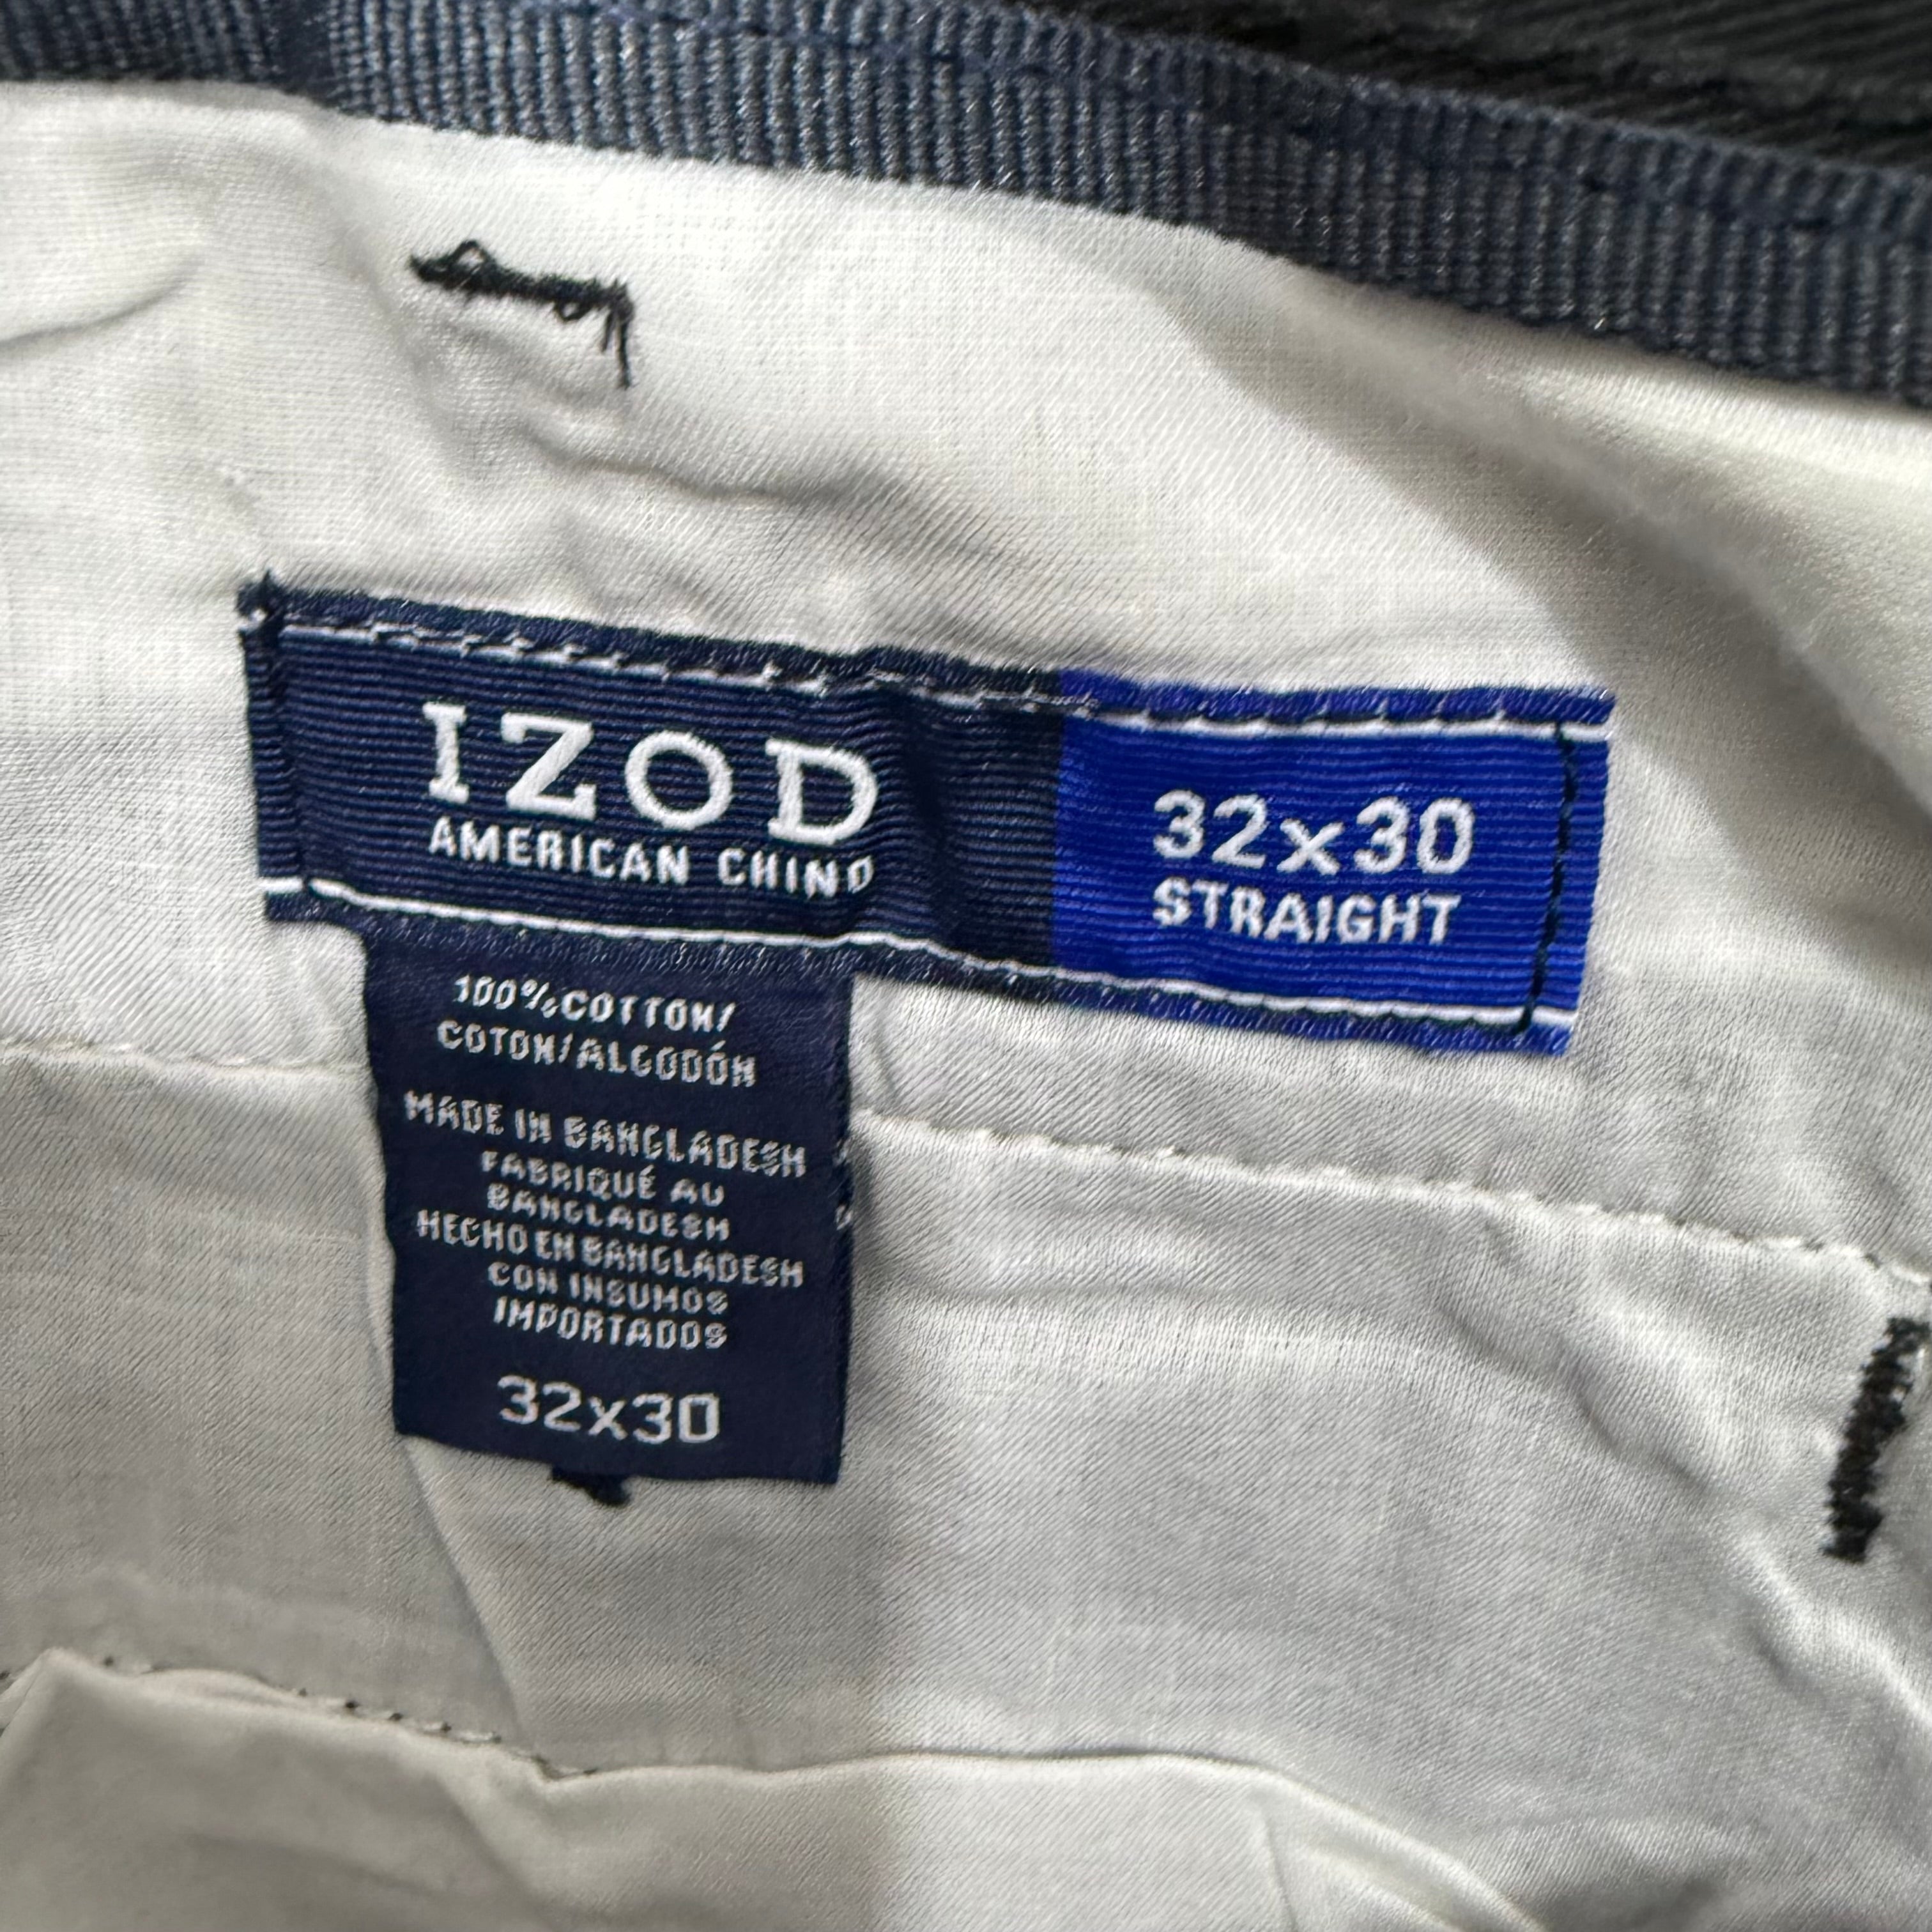 IZOD
AMERICAN CHINO
32x30
STRAIGHT
100%COTTON/
COTON/ALGODÓN
MADE IN BANGLADESH
FABRIQUÉ AU
BANGLADESH
HECHO EN BANGLADESH
CON INSUMOS
IMPORTADOS
32x30